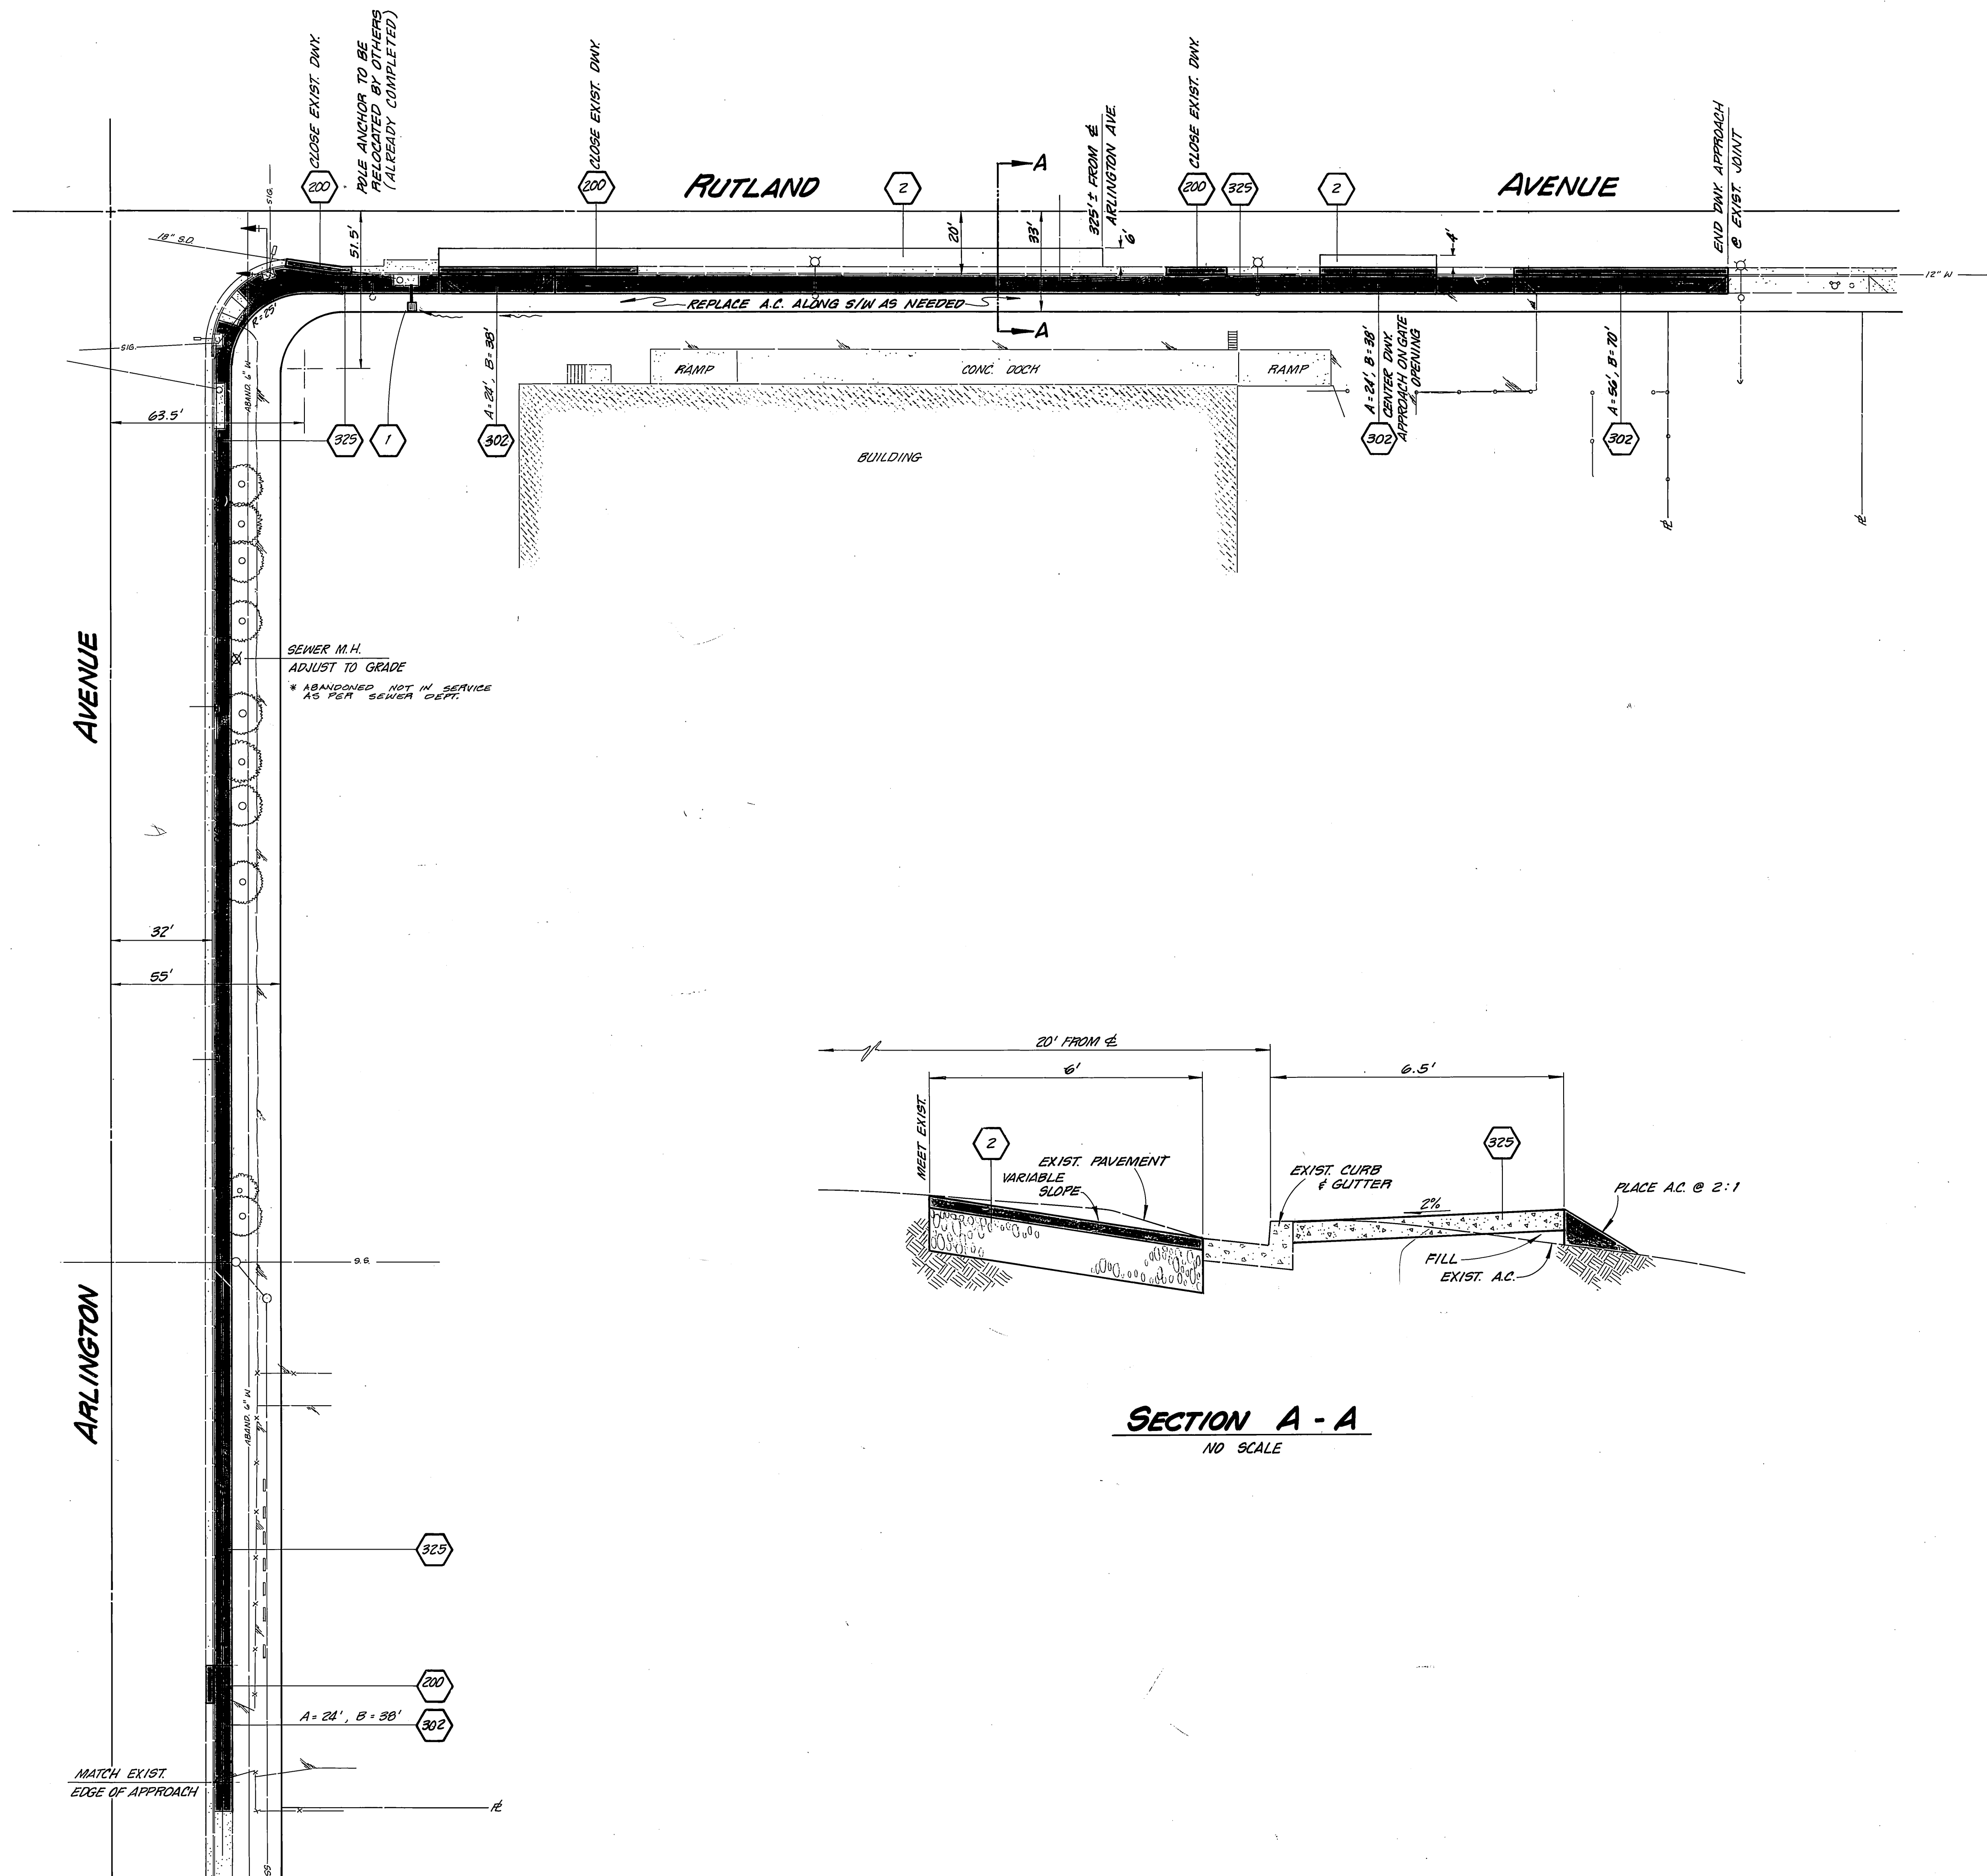 CLOSE EXIST. DWY.
POLE ANCHOR TO BE
RELOCATED BY OTHERS
(ALREADY COMPLETED)
CLOSE EXIST. DWY.
325' ± FROM ℄
ARLINGTON AVE.
CLOSE EXIST. DWY.
END DWY. APPROACH
@ EXIST. JOINT
200
200
RUTLAND
2
A
200
325
2
AVENUE
SIG.
18" S.D.
51.5'
20'
33'
6'
4'
12" W
R=25'
REPLACE A.C. ALONG S/W AS NEEDED
A
SIG.
ABAND. 6" W
63.5'
325
1
A=24', B=38'
302
RAMP
CONC. DOCK
RAMP
BUILDING
A=24', B=38'
CENTER DWY.
APPROACH ON GATE
OPENING
302
A=56', B=70'
302
℄
℄
AVENUE
SEWER M.H.
ADJUST TO GRADE
* ABANDONED NOT IN SERVICE
AS PER SEWER DEPT.
32'
55'
ARLINGTON
S.B.
ABAND. 6" W
325
200
A=24', B=38'
302
MATCH EXIST.
EDGE OF APPROACH
℄
SS
20' FROM ℄
6'
6.5'
MEET EXIST.
2
EXIST. PAVEMENT
VARIABLE
SLOPE
EXIST. CURB
& GUTTER
325
2%
PLACE A.C. @ 2:1
FILL
EXIST. A.C.
SECTION A - A
NO SCALE